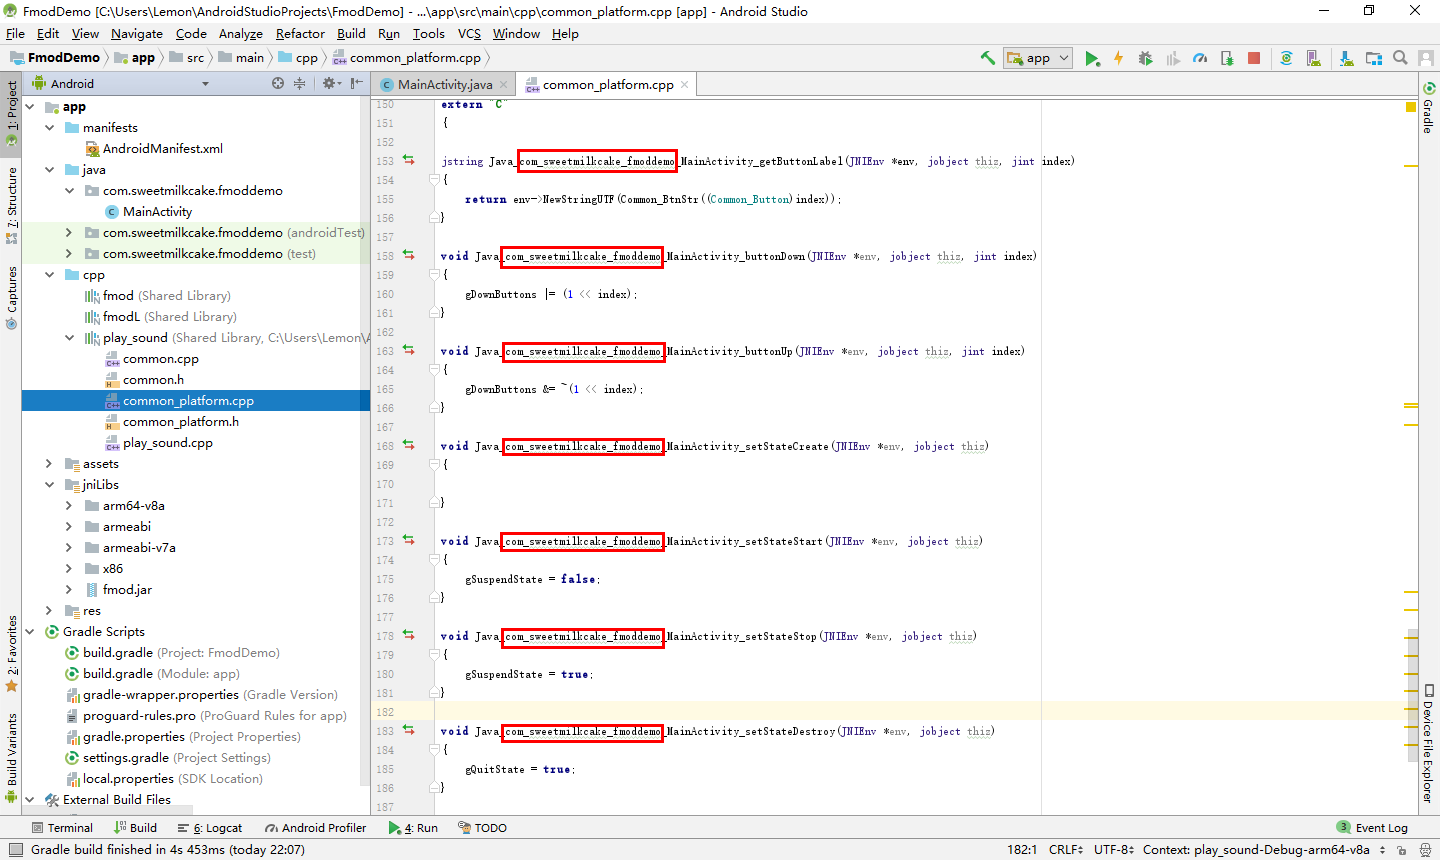 FmodDemo [C:\Users\Lemon\AndroidStudioProjects\FmodDemo] - ...\app\src\main\cpp\common_platform.cpp [app] - Android Studio
File Edit View Navigate Code Analyze Refactor Build Run Tools VCS Window Help
FmodDemo app src main cpp common_platform.cpp app
Android
MainActivity.java
common_platform.cpp
1: Project
7: Structure
Captures
2: Favorites
Build Variants
app
manifests
AndroidManifest.xml
java
com.sweetmilkcake.fmoddemo
MainActivity
com.sweetmilkcake.fmoddemo (androidTest)
com.sweetmilkcake.fmoddemo (test)
cpp
fmod (Shared Library)
fmodL (Shared Library)
play_sound (Shared Library, C:\Users\Lemon\
common.cpp
common.h
common_platform.cpp
common_platform.h
play_sound.cpp
assets
jniLibs
arm64-v8a
armeabi
armeabi-v7a
x86
fmod.jar
res
Gradle Scripts
build.gradle (Project: FmodDemo)
build.gradle (Module: app)
gradle-wrapper.properties (Gradle Version)
proguard-rules.pro (ProGuard Rules for app)
gradle.properties (Project Properties)
settings.gradle (Project Settings)
local.properties (SDK Location)
External Build Files
150 extern "C"
151 {
152
153 jstring Java_com_sweetmilkcake_fmoddemo_MainActivity_getButtonLabel(JNIEnv *env, jobject thiz, jint index)
154 {
155 return env->NewStringUTF(Common_BtnStr((Common_Button)index));
156 }
157
158 void Java_com_sweetmilkcake_fmoddemo_MainActivity_buttonDown(JNIEnv *env, jobject thiz, jint index)
159 {
160 gDownButtons |= (1 << index);
161 }
162
163 void Java_com_sweetmilkcake_fmoddemo_MainActivity_buttonUp(JNIEnv *env, jobject thiz, jint index)
164 {
165 gDownButtons &= ~(1 << index);
166 }
167
168 void Java_com_sweetmilkcake_fmoddemo_MainActivity_setStateCreate(JNIEnv *env, jobject thiz)
169 {
170
171 }
172
173 void Java_com_sweetmilkcake_fmoddemo_MainActivity_setStateStart(JNIEnv *env, jobject thiz)
174 {
175 gSuspendState = false;
176 }
177
178 void Java_com_sweetmilkcake_fmoddemo_MainActivity_setStateStop(JNIEnv *env, jobject thiz)
179 {
180 gSuspendState = true;
181 }
182
183 void Java_com_sweetmilkcake_fmoddemo_MainActivity_setStateDestroy(JNIEnv *env, jobject thiz)
184 {
185 gQuitState = true;
186 }
187
Gradle
Device File Explorer
Terminal Build 6: Logcat Android Profiler 4: Run TODO 3 Event Log
Gradle build finished in 4s 453ms (today 22:07) 182:1 CRLF UTF-8 Context: play_sound-Debug-arm64-v8a